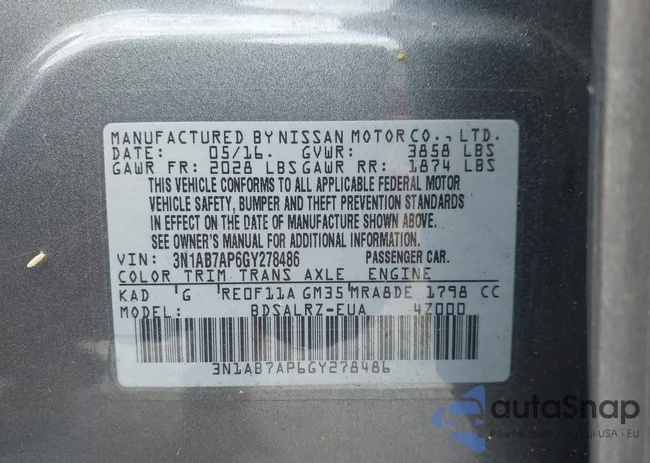 MANUFACTURED BY NISSAN MOTOR CO., LTD.
DATE: 05/16. GVWR: 3858 LBS
GAWR FR: 2028 LBS GAWR RR: 1874 LBS
THIS VEHICLE CONFORMS TO ALL APPLICABLE FEDERAL MOTOR
VEHICLE SAFETY, BUMPER AND THEFT PREVENTION STANDARDS
IN EFFECT ON THE DATE OF MANUFACTURE SHOWN ABOVE.
SEE OWNER'S MANUAL FOR ADDITIONAL INFORMATION.
VIN: 3N1AB7AP6GY278486 PASSENGER CAR.
COLOR TRIM TRANS AXLE ENGINE
KAD G RE0F11A GM35 MRA8DE 1798 CC
MODEL: BDSALRZ-EUA 4Z000
3N1AB7AP6GY278486
autoSnap
USA i EU